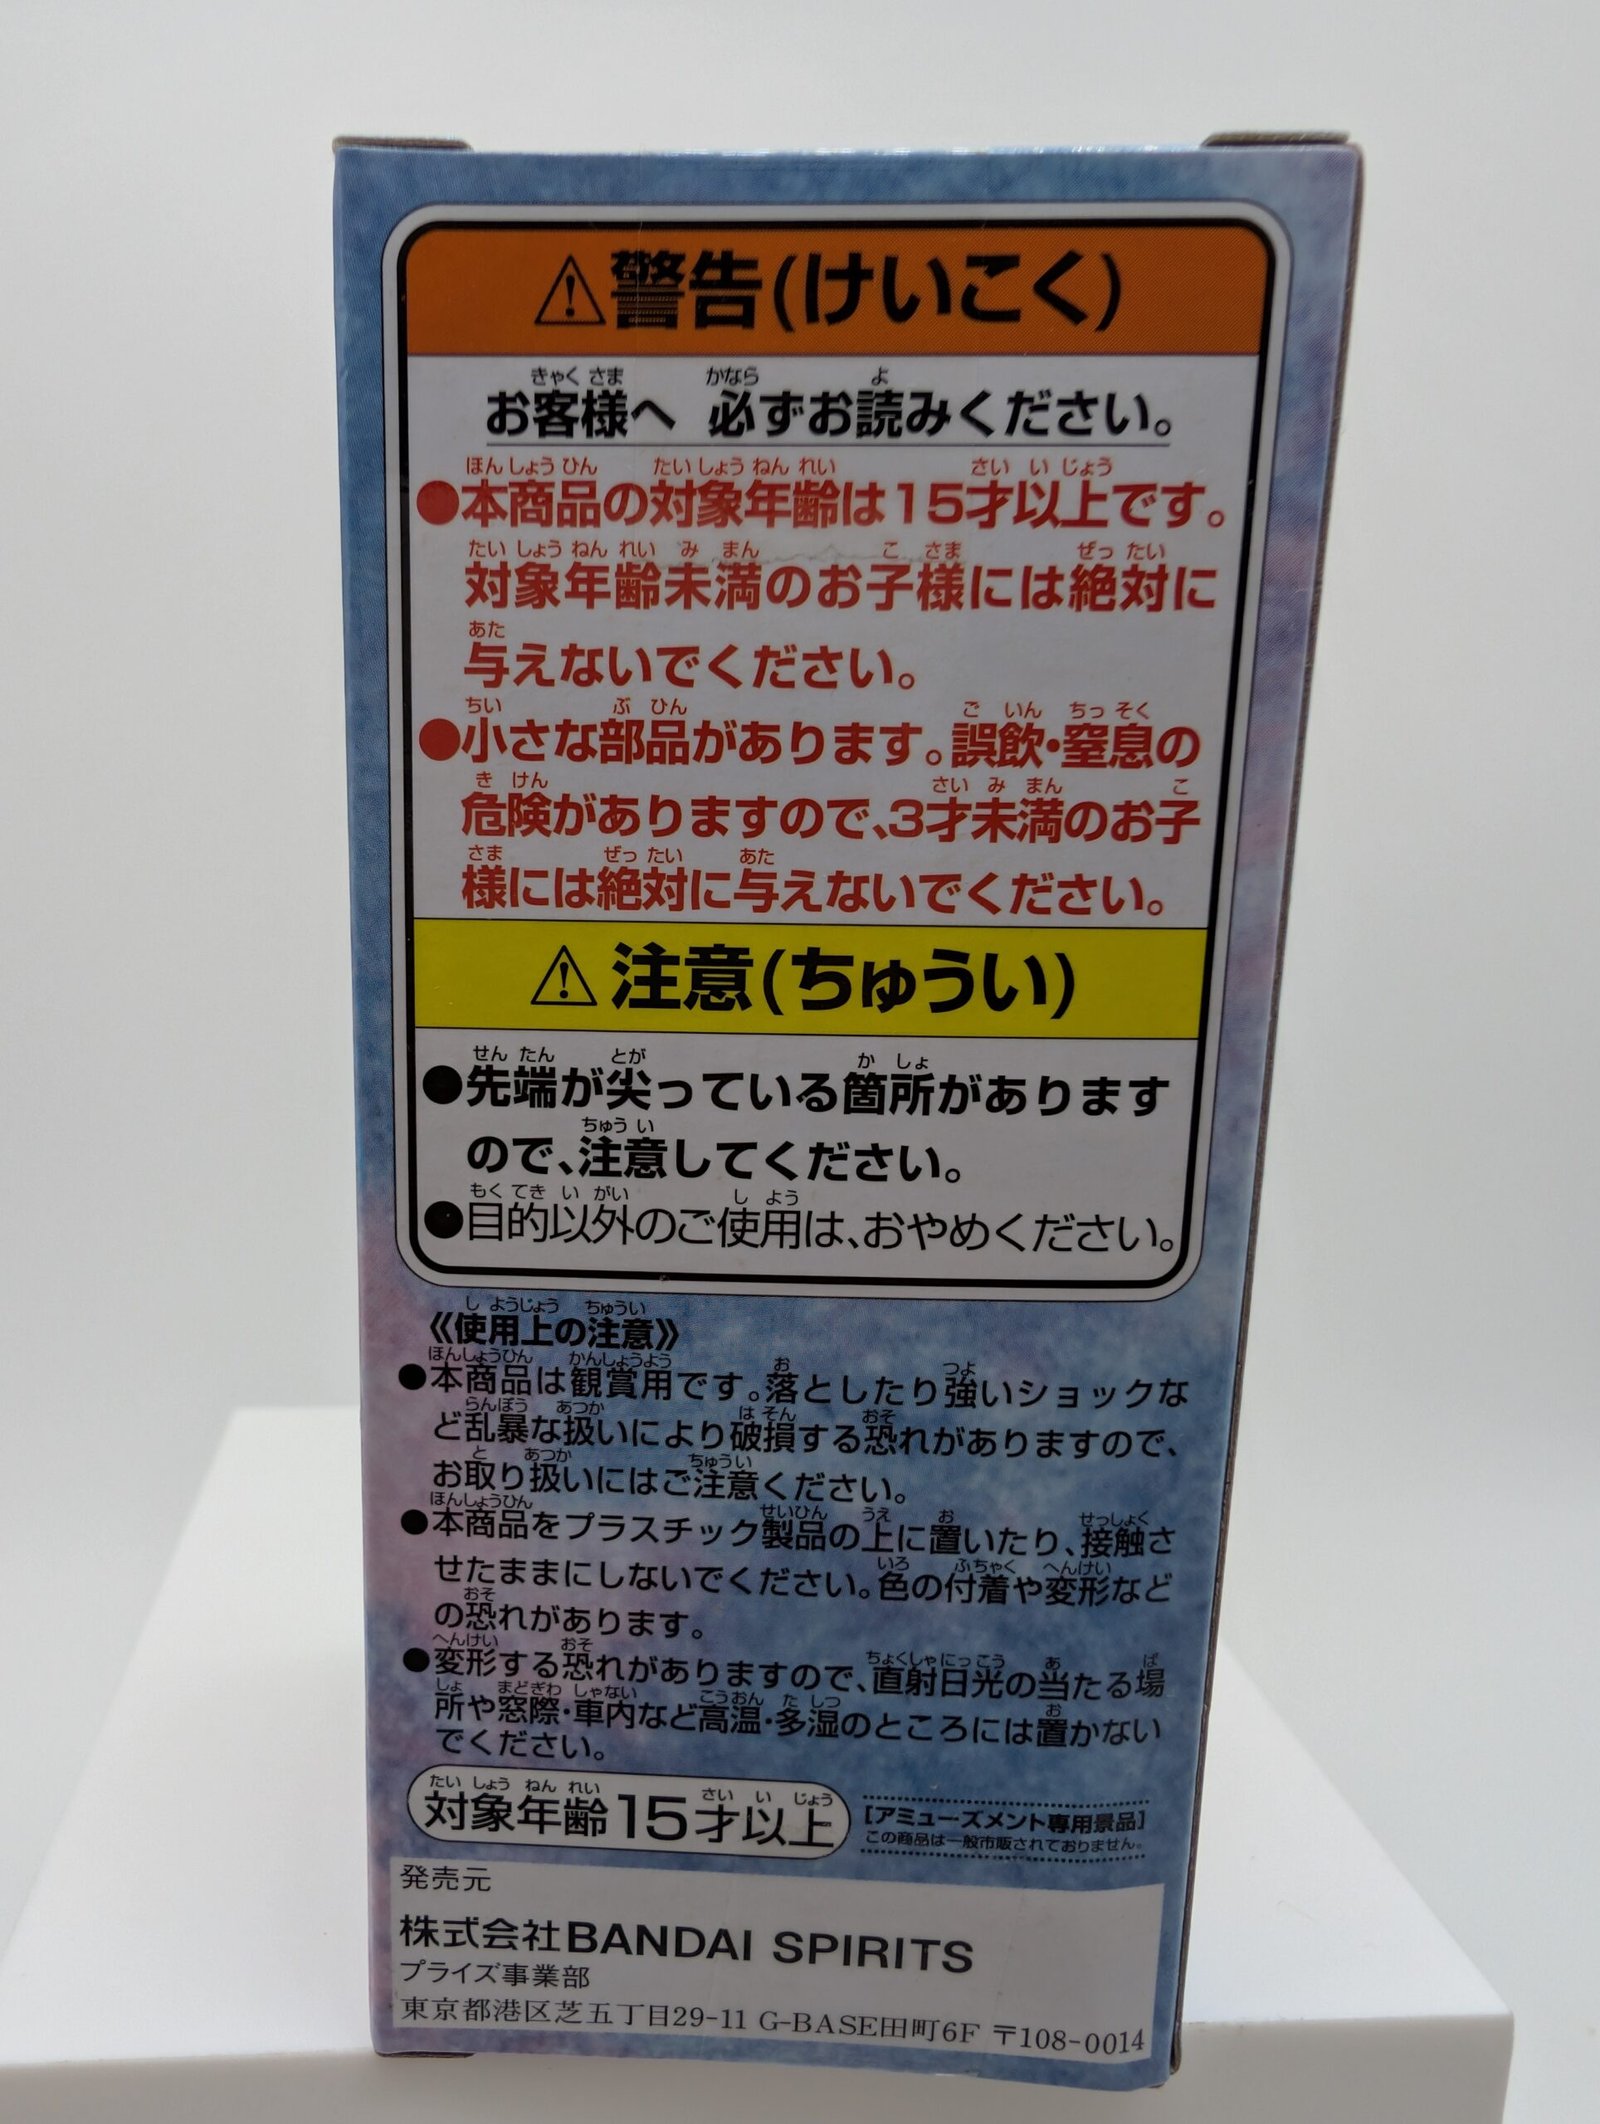 ⚠警告(けいこく)
お客様へ 必ずお読みください。
●本商品の対象年齢は15才以上です。
対象年齢未満のお子様には絶対に
与えないでください。
●小さな部品があります。誤飲・窒息の
危険がありますので、3才未満のお子
様には絶対に与えないでください。
⚠注意(ちゅうい)
●先端が尖っている箇所があります
ので、注意してください。
●目的以外のご使用は、おやめください。
《使用上の注意》
●本商品は観賞用です。落としたり強いショックな
ど乱暴な扱いにより破損する恐れがありますので、
お取り扱いにはご注意ください。
●本商品をプラスチック製品の上に置いたり、接触さ
せたままにしないでください。色の付着や変形など
の恐れがあります。
●変形する恐れがありますので、直射日光の当たる場
所や窓際・車内など高温・多湿のところには置かない
でください。
対象年齢15才以上
[アミューズメント専用景品]
この商品は一般市販されておりません。
発売元
株式会社BANDAI SPIRITS
プライズ事業部
東京都港区芝五丁目29-11 G-BASE田町6F 〒108-0014